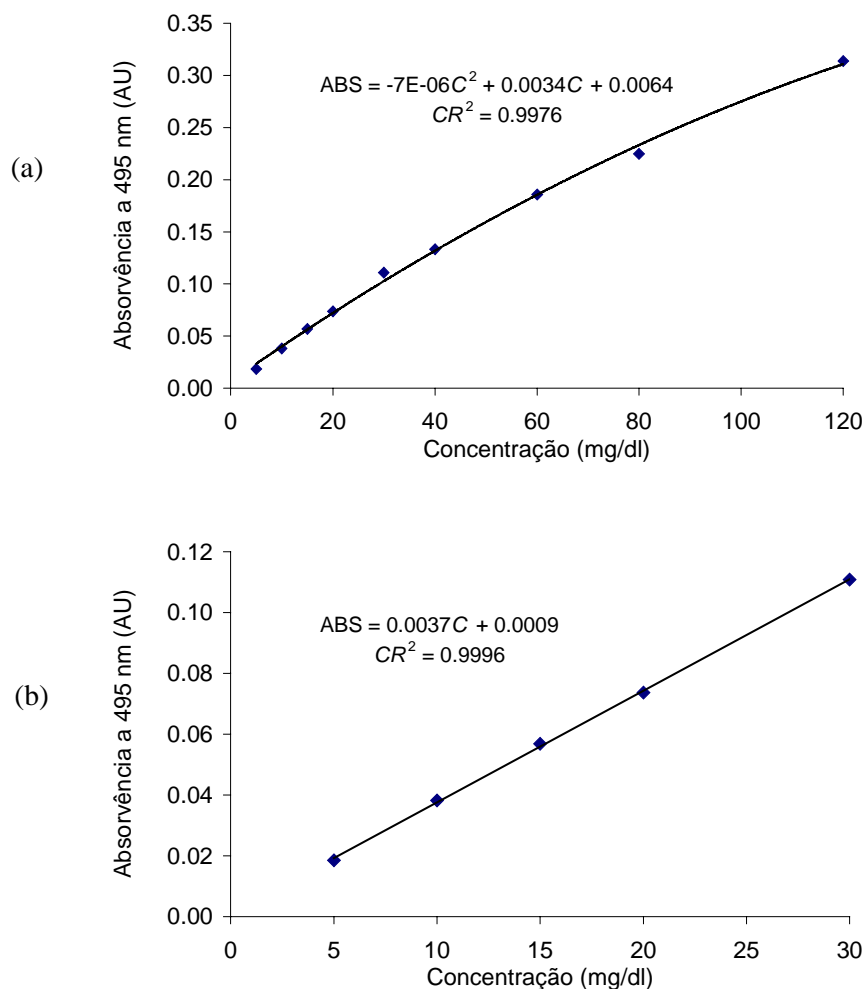 (a)
Absorvência a 495 nm (AU)
0.35
0.30
0.25
0.20
0.15
0.10
0.05
0.00
ABS = -7E-06C² + 0.0034C + 0.0064
CR² = 0.9976
0 20 40 60 80 100 120
Concentração (mg/dl)
(b)
Absorvência a 495 nm (AU)
0.12
0.10
0.08
0.06
0.04
0.02
0.00
ABS = 0.0037C + 0.0009
CR² = 0.9996
0 5 10 15 20 25 30
Concentração (mg/dl)